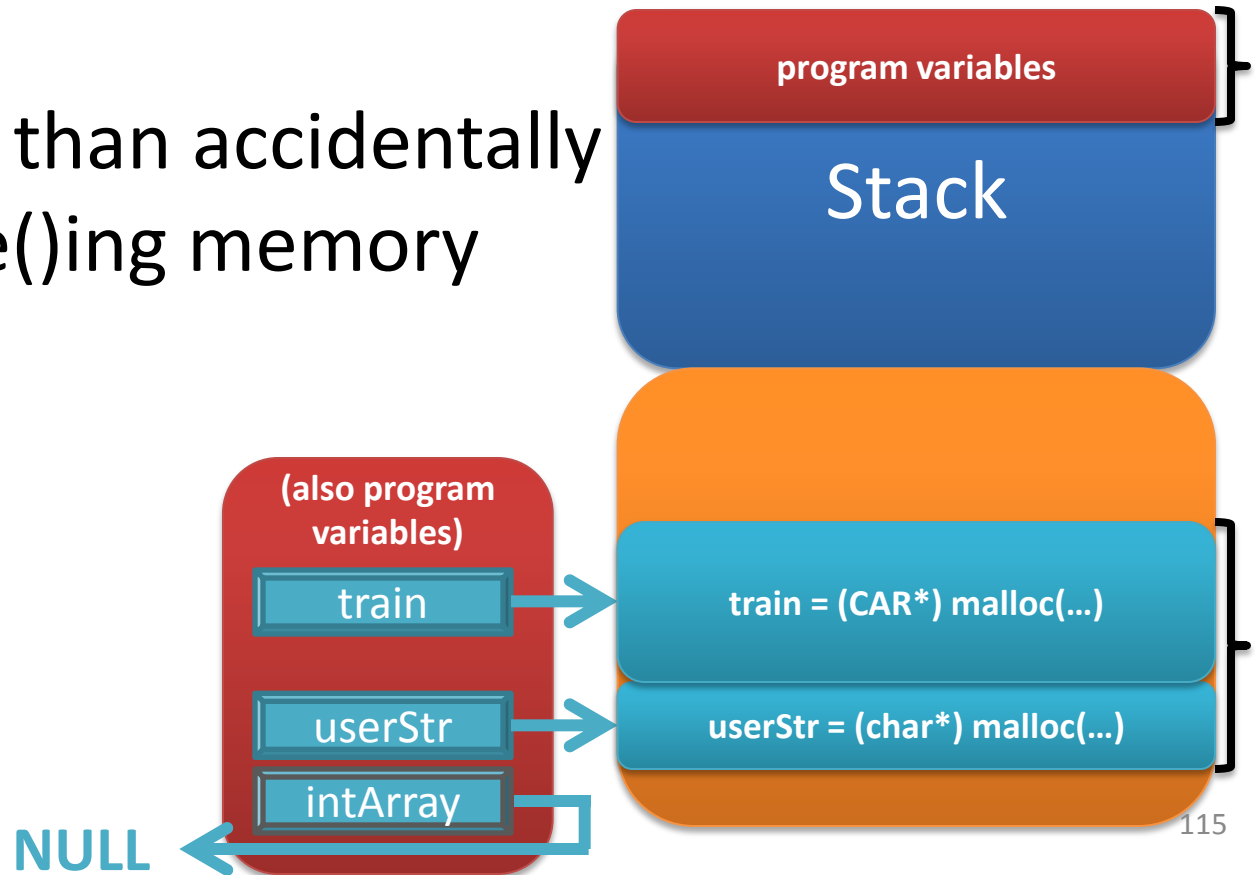 than accidentally
e()ing memory
program variables
Stack
(also program
variables)
train
userStr
intArray
NULL
train = (CAR*) malloc(…)
userStr = (char*) malloc(…)
115